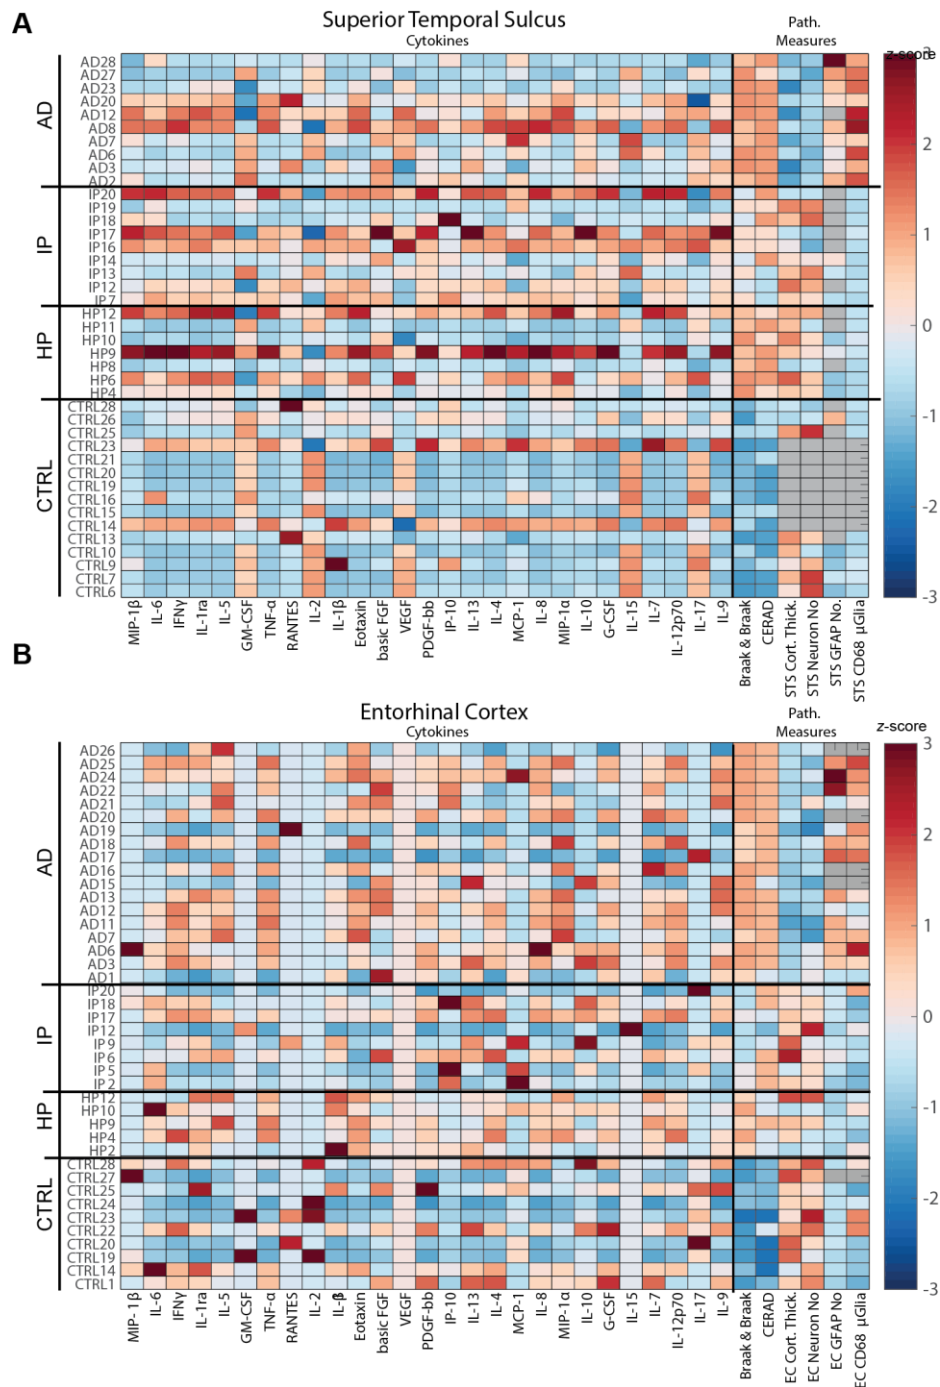 A
Superior Temporal Sulcus
Cytokines
Path.
Measures
z-score
AD
AD28
AD27
AD23
AD20
AD12
AD8
AD7
AD6
AD3
AD2
IP
IP20
IP19
IP18
IP17
IP16
IP14
IP13
IP12
IP7
HP
HP12
HP11
HP10
HP9
HP8
HP6
HP4
CTRL
CTRL28
CTRL26
CTRL25
CTRL23
CTRL21
CTRL20
CTRL19
CTRL16
CTRL15
CTRL14
CTRL13
CTRL10
CTRL9
CTRL7
CTRL6
3
2
1
0
-1
-2
-3
MIP-1β
IL-6
IFNγ
IL-1ra
IL-5
GM-CSF
TNF-α
RANTES
IL-2
IL-1β
Eotaxin
basic FGF
VEGF
PDGF-bb
IP-10
IL-13
IL-4
MCP-1
IL-8
MIP-1α
IL-10
G-CSF
IL-15
IL-7
IL-12p70
IL-17
IL-9
Braak & Braak
CERAD
STS Cort. Thick.
STS Neuron No
STS GFAP No.
STS CD68 μGlia
B
Entorhinal Cortex
Cytokines
Path.
Measures
z-score
AD
AD26
AD25
AD24
AD22
AD21
AD20
AD19
AD18
AD17
AD16
AD15
AD13
AD12
AD11
AD7
AD6
AD3
AD1
IP
IP20
IP18
IP17
IP12
IP9
IP6
IP5
IP2
HP
HP12
HP10
HP9
HP4
HP2
CTRL
CTRL28
CTRL27
CTRL25
CTRL24
CTRL23
CTRL22
CTRL20
CTRL19
CTRL14
CTRL1
3
2
1
0
-1
-2
-3
MIP-1β
IL-6
IFNγ
IL-1ra
IL-5
GM-CSF
TNF-α
RANTES
IL-2
IL-β
Eotaxin
basic FGF
VEGF
PDGF-bb
IP-10
IL-13
IL-4
MCP-1
IL-8
MIP-1α
IL-10
G-CSF
IL-15
IL-7
IL-12p70
IL-17
IL-9
Braak & Braak
CERAD
EC Cort. Thick.
EC Neuron No
EC GFAP No
EC CD68 μGlia